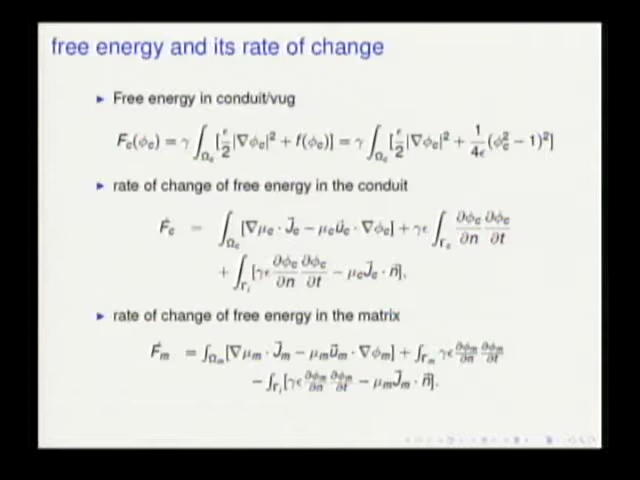 free energy and its rate of change
▶ Free energy in conduit/vug
F_c(ϕ_c) = γ ∫_{Ω_c} [ϵ/2 |∇ϕ_c|² + f(ϕ_c)] = γ ∫_{Ω_c} [ϵ/2 |∇ϕ_c|² + 1/(4ϵ) (ϕ_c² − 1)²]
▶ rate of change of free energy in the conduit
Ḟ_c = ∫_{Ω_c} [∇μ_c · J⃗_c − μ_c u⃗_c · ∇ϕ_c] + γϵ ∫_{Γ_c} ∂ϕ_c/∂n ∂ϕ_c/∂t
+ ∫_{Γ_i} [γϵ ∂ϕ_c/∂n ∂ϕ_c/∂t − μ_c J⃗_c · n⃗],
▶ rate of change of free energy in the matrix
Ḟ_m = ∫_{Ω_m} [∇μ_m · J⃗_m − μ_m u⃗_m · ∇ϕ_m] + ∫_{Γ_m} γϵ ∂ϕ_m/∂n ∂ϕ_m/∂t
− ∫_{Γ_i} [γϵ ∂ϕ_m/∂n ∂ϕ_m/∂t − μ_m J⃗_m · n⃗].